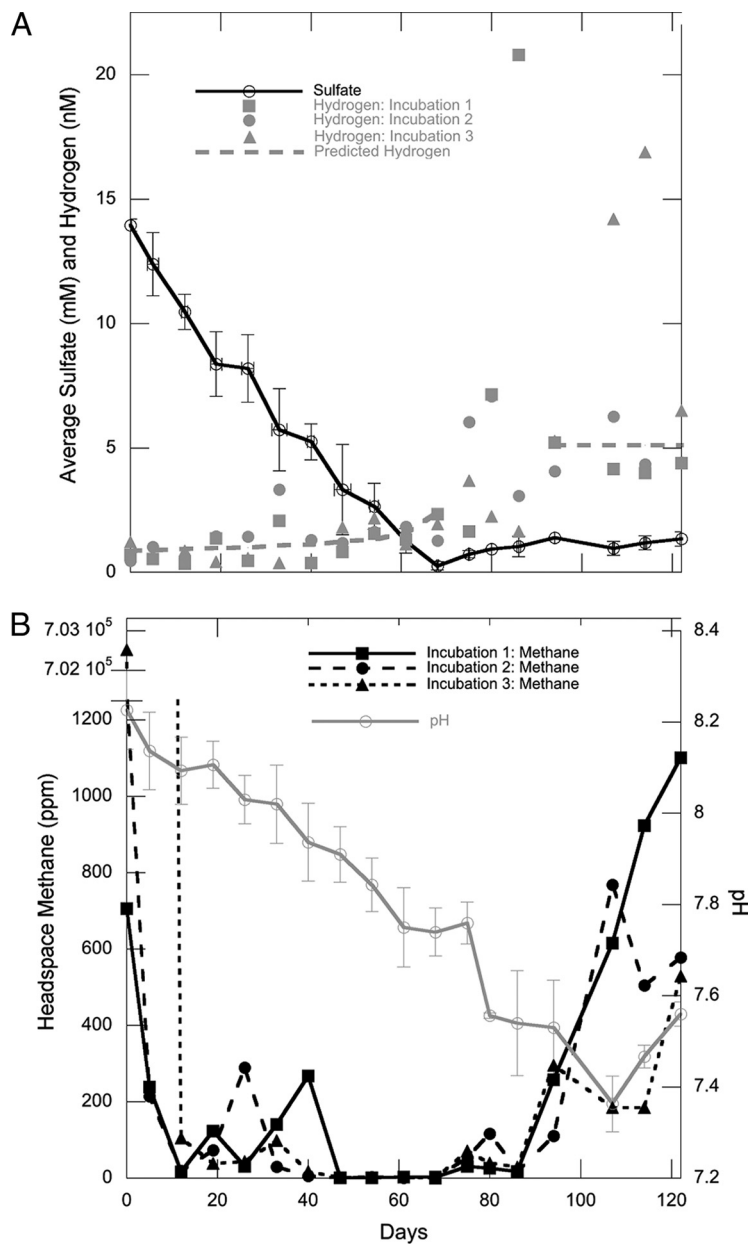 A
20
15
10
5
0
Average Sulfate (mM) and Hydrogen (nM)
Sulfate
Hydrogen: Incubation 1
Hydrogen: Incubation 2
Hydrogen: Incubation 3
Predicted Hydrogen
B
7.03 10⁵
7.02 10⁵
1200
1000
800
600
400
200
0
Headspace Methane (ppm)
Incubation 1: Methane
Incubation 2: Methane
Incubation 3: Methane
pH
8.4
8.2
8
7.8
7.6
7.4
7.2
pH
0 20 40 60 80 100 120
Days